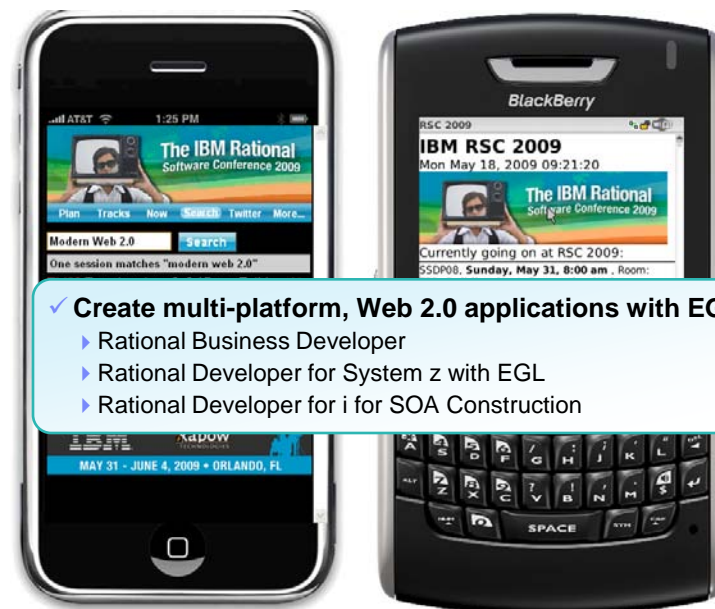 AT&T 1:25 PM
The IBM Rational
Software Conference 2009
Plan Tracks Now Search Twitter More...
Modern Web 2.0 Search
One session matches "modern web 2.0"
IBM Xapow
TECHNOLOGIES
MAY 31 - JUNE 4, 2009 • ORLANDO, FL
BlackBerry
RSC 2009
IBM RSC 2009
Mon May 18, 2009 09:21:20
The IBM Rational
Software Conference 2009
Currently going on at RSC 2009:
SSDP08, Sunday, May 31, 8:00 am , Room:
✓ Create multi-platform, Web 2.0 applications with EG
Rational Business Developer
Rational Developer for System z with EGL
Rational Developer for i for SOA Construction
A S D F G H J K L
ALT Z X C V B N M $
SPACE